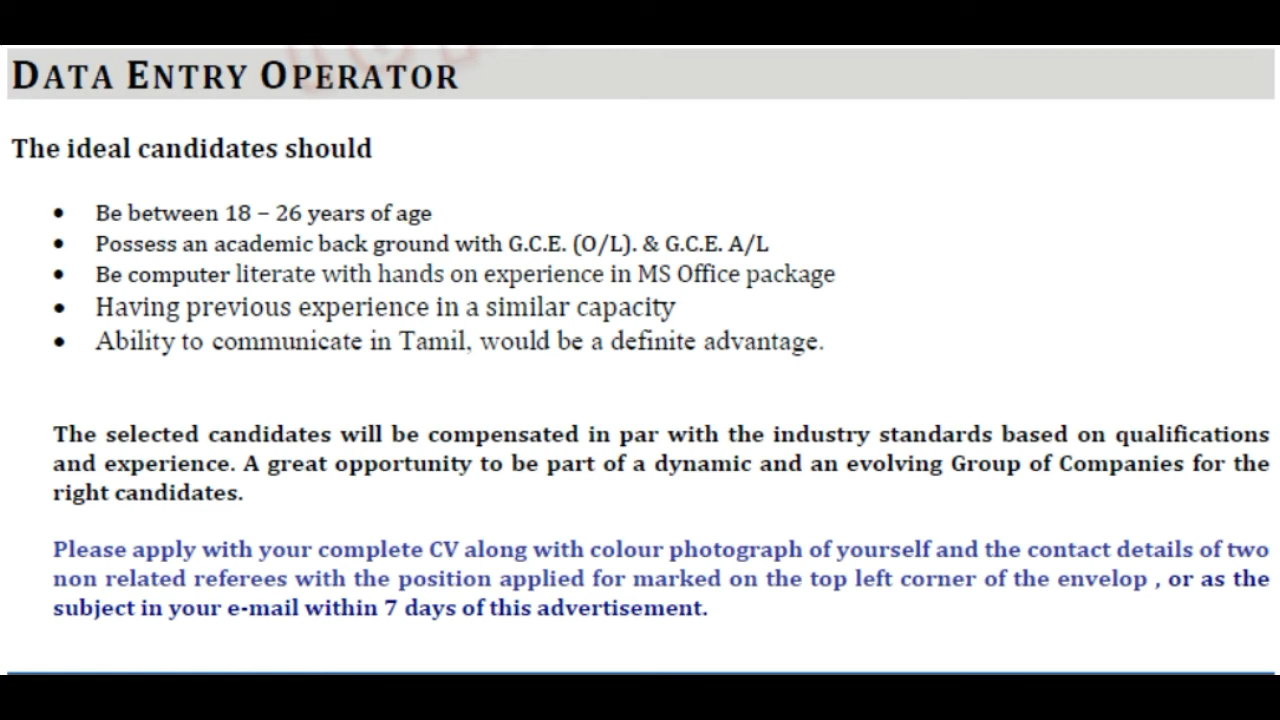 DATA ENTRY OPERATOR
The ideal candidates should
• Be between 18 – 26 years of age
• Possess an academic back ground with G.C.E. (O/L). & G.C.E. A/L
• Be computer literate with hands on experience in MS Office package
• Having previous experience in a similar capacity
• Ability to communicate in Tamil, would be a definite advantage.
The selected candidates will be compensated in par with the industry standards based on qualifications
and experience. A great opportunity to be part of a dynamic and an evolving Group of Companies for the
right candidates.
Please apply with your complete CV along with colour photograph of yourself and the contact details of two
non related referees with the position applied for marked on the top left corner of the envelop , or as the
subject in your e-mail within 7 days of this advertisement.